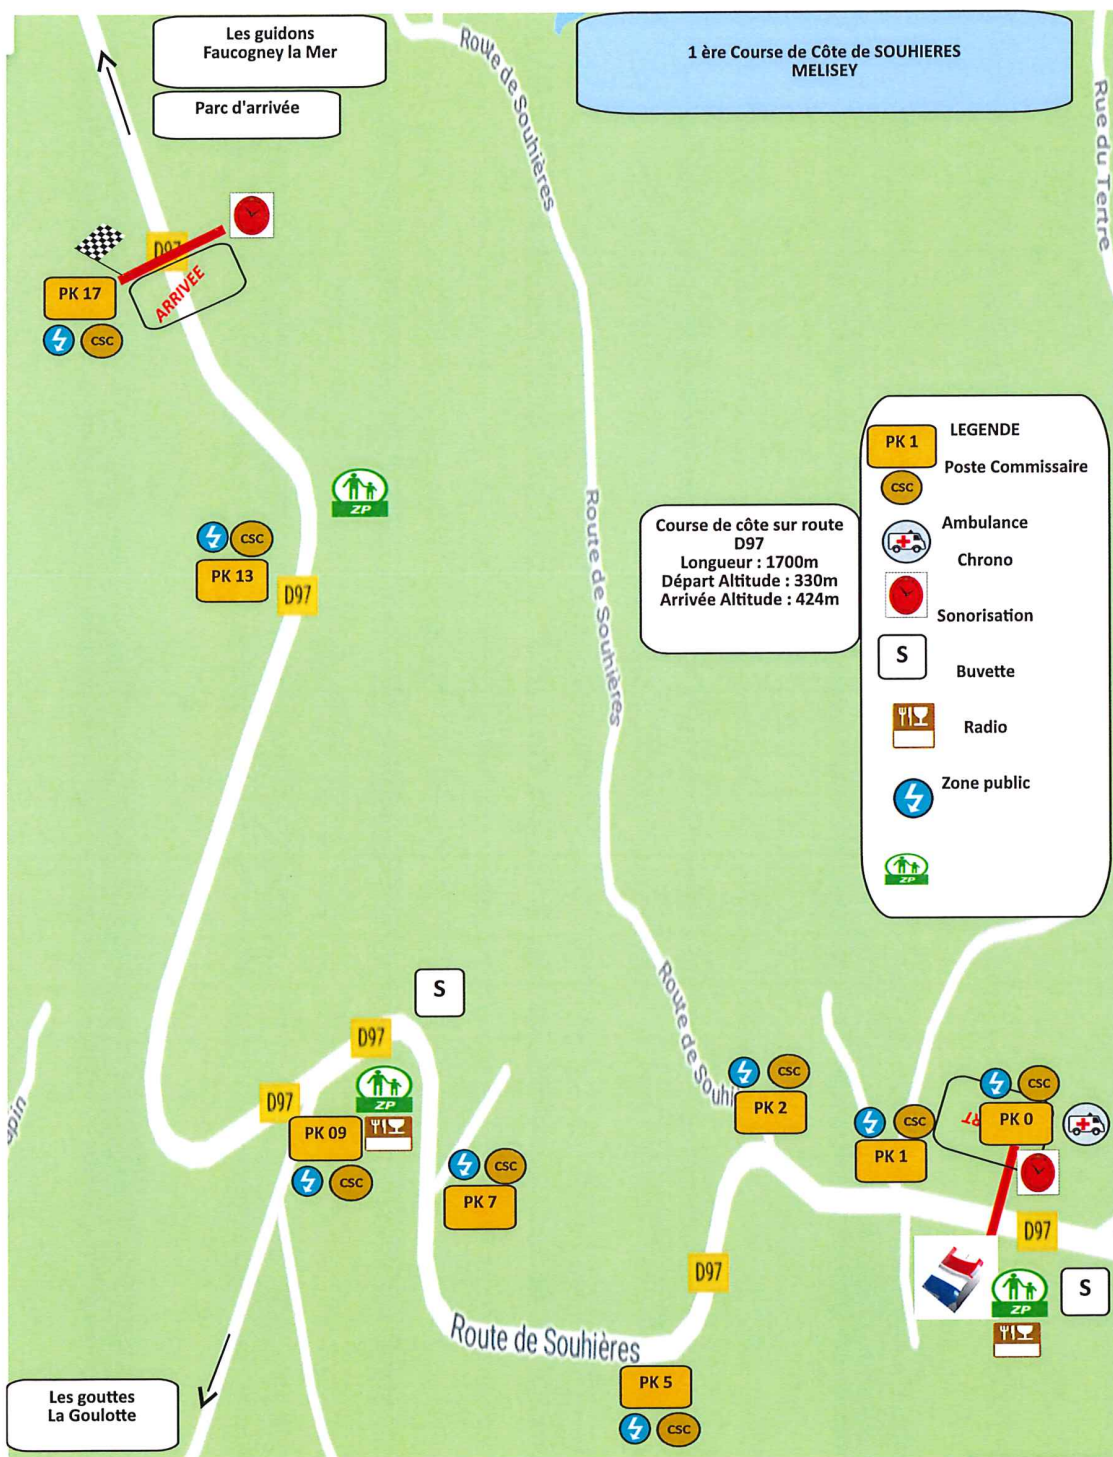 Les guidons
Faucogney la Mer
Parc d'arrivée
1 ère Course de Côte de SOUHIERES
MELISEY
Route de Souhières
Rue du Tertre
D97
ARRIVEE
PK 17
CSC
ZP
CSC
PK 13
D97
Route de Souhières
Course de côte sur route
D97
Longueur : 1700m
Départ Altitude : 330m
Arrivée Altitude : 424m
LEGENDE
PK 1
Poste Commissaire
CSC
Ambulance
Chrono
Sonorisation
S
Buvette
Radio
Zone public
ZP
S
D97
Route de Souhi
CSC
PK 2
CSC
PK 1
CSC
PK 0
RT
D97
ZP
PK 09
CSC
CSC
PK 7
D97
D97
ZP
S
Route de Souhières
PK 5
CSC
Les gouttes
La Goulotte